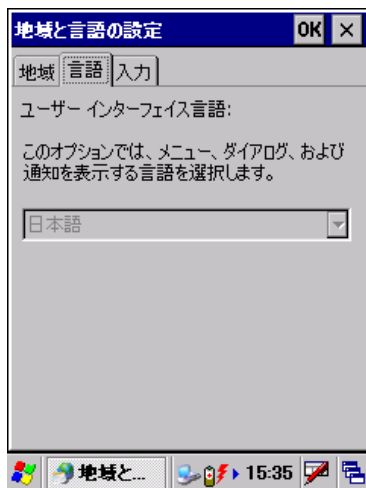 地域と言語の設定 OK ×
地域 言語 入力
ユーザー インターフェイス言語:
このオプションでは、メニュー、ダイアログ、および
通知を表示する言語を選択します。
日本語
地域と... 15:35